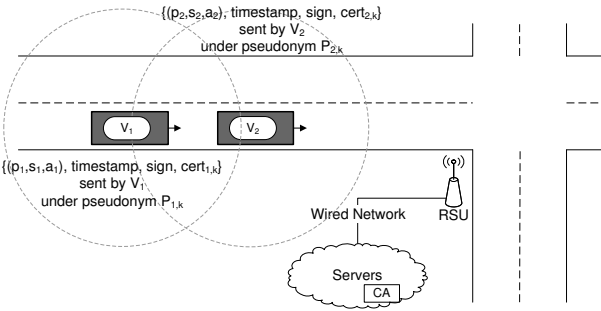 {(p2,s2,a2), timestamp, sign, cert2,k}
sent by V2
under pseudonym P2,k
V1
V2
{(p1,s1,a1), timestamp, sign, cert1,k}
sent by V1
under pseudonym P1,k
Wired Network
RSU
Servers
CA